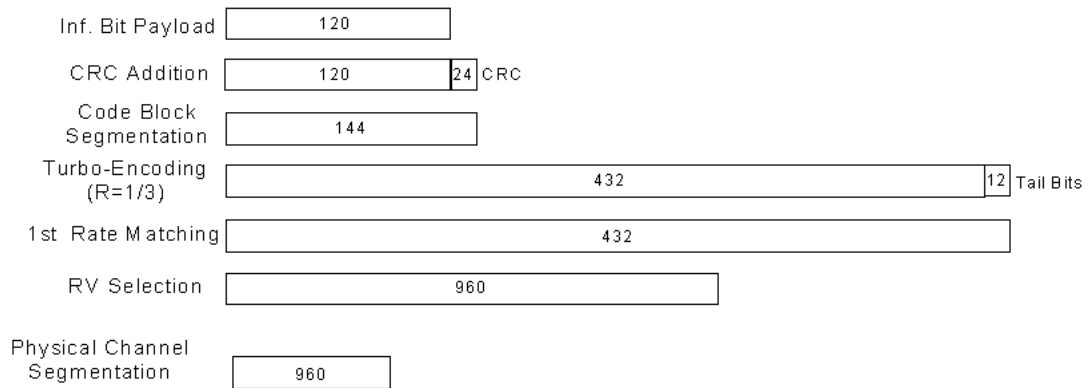 Inf. Bit Payload 120
CRC Addition 120 24 CRC
Code Block
Segmentation 144
Turbo-Encoding
(R=1/3) 432 12 Tail Bits
1st Rate Matching 432
RV Selection 960
Physical Channel
Segmentation 960